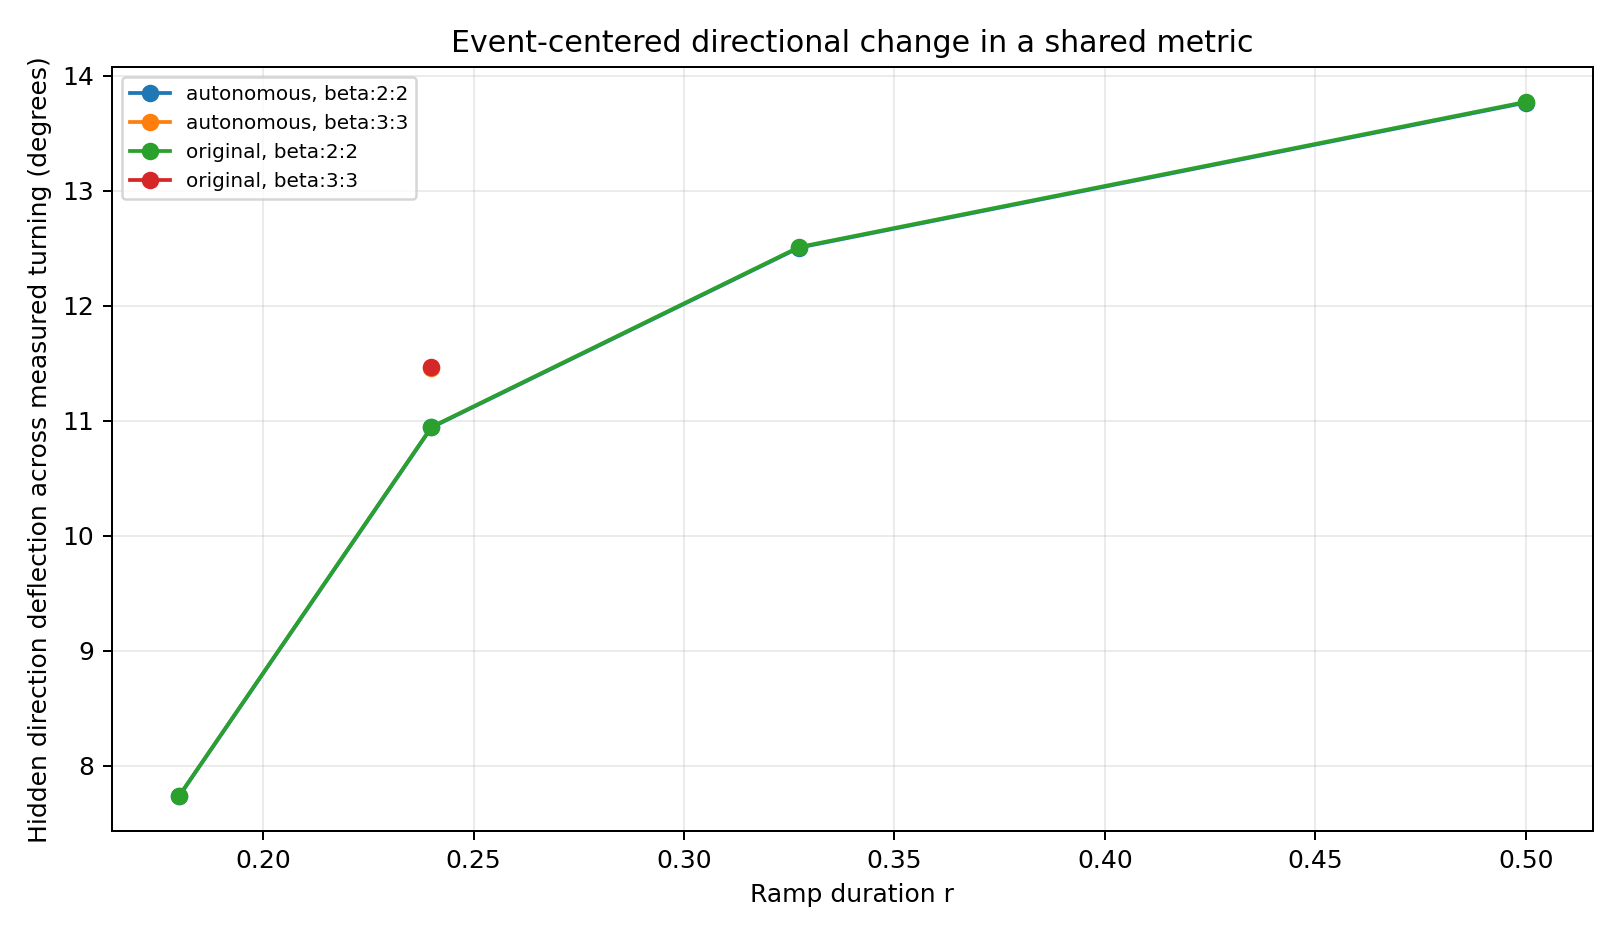 Event-centered directional change in a shared metric
Hidden direction deflection across measured turning (degrees)
14
13
12
11
10
9
8
autonomous, beta:2:2
autonomous, beta:3:3
original, beta:2:2
original, beta:3:3
0.20
0.25
0.30
0.35
0.40
0.45
0.50
Ramp duration r